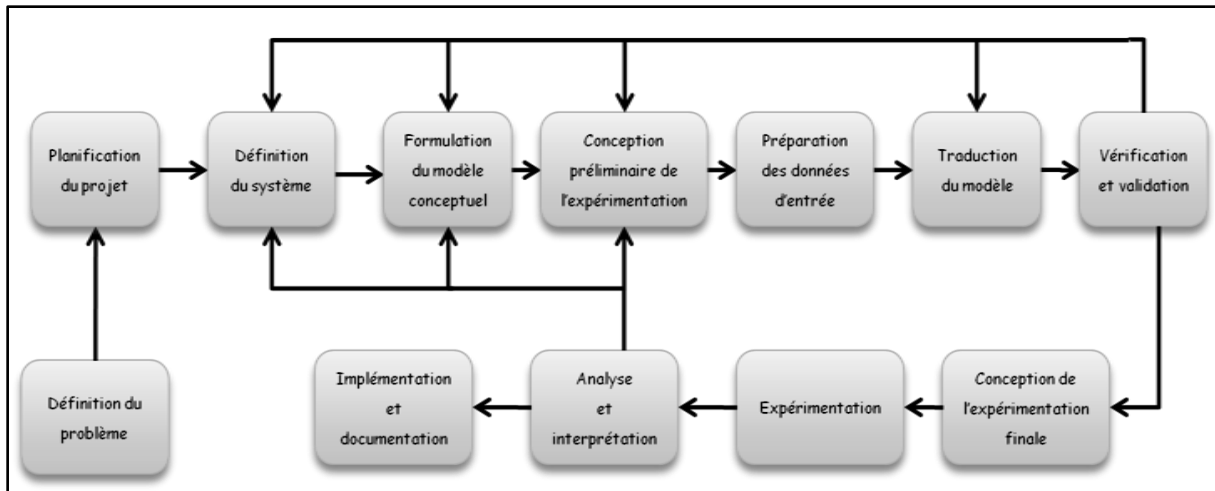 Planification
du projet
Définition
du système
Formulation
du modèle
conceptuel
Conception
préliminaire de
l'expérimentation
Préparation
des données
d'entrée
Traduction
du modèle
Vérification
et validation
Définition du
problème
Implémentation
et
documentation
Analyse
et
interprétation
Expérimentation
Conception de
l'expérimentation
finale